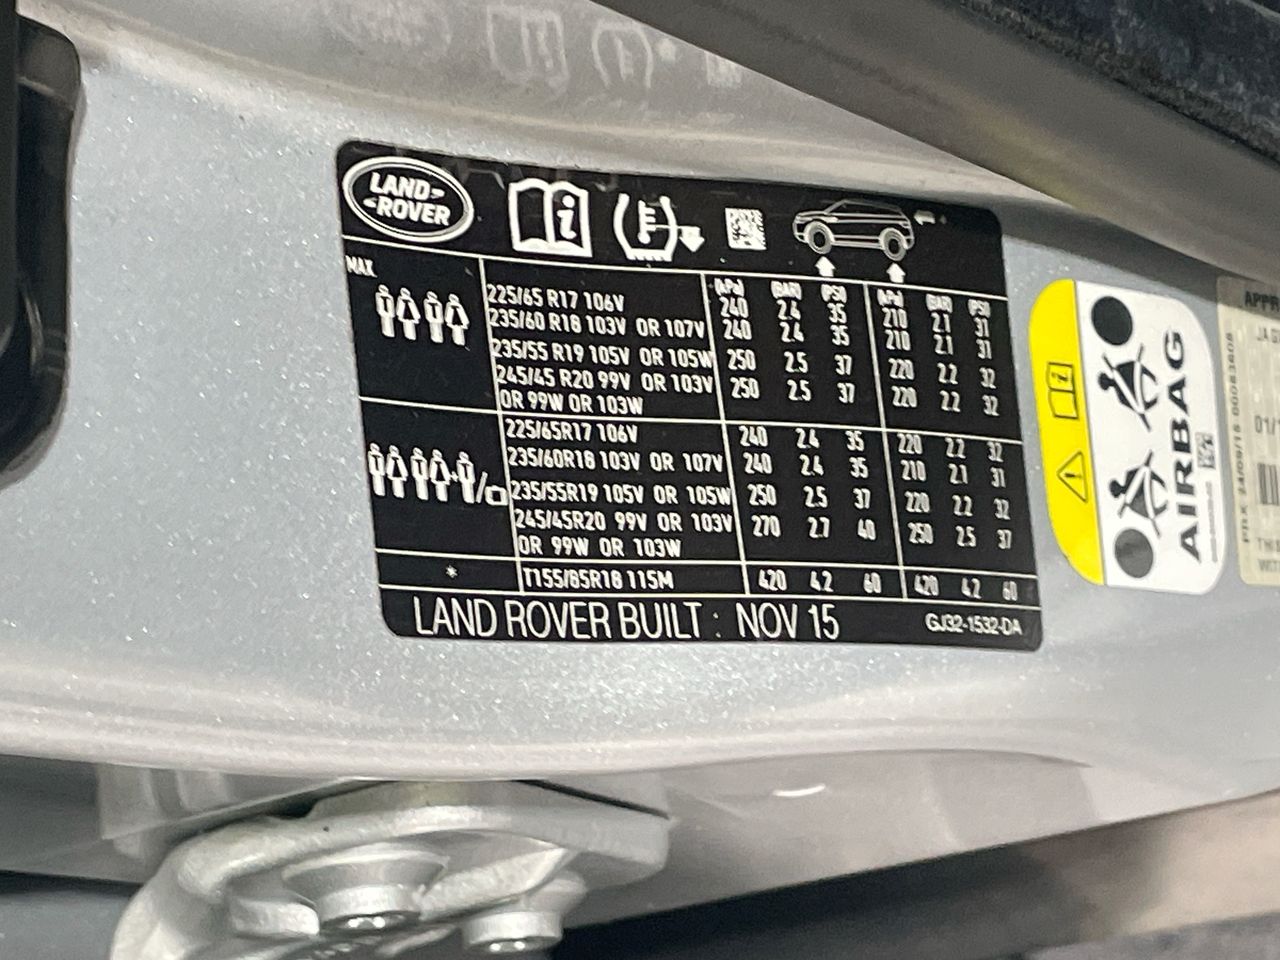 LAND-
-ROVER
MAX
(kPa) (BAR) (PSI) (kPa) (BAR) (PSI)
225/65 R17 106V 240 2.4 35 210 2.1 31
235/60 R18 103V OR 107V 240 2.4 35 210 2.1 31
235/55 R19 105V OR 105W 250 2.5 37 220 2.2 32
245/45 R20 99V OR 103V 250 2.5 37 220 2.2 32
OR 99W OR 103W
225/65R17 106V 240 2.4 35 220 2.2 32
235/60R18 103V OR 107V 240 2.4 35 210 2.1 31
235/55R19 105V OR 105W 250 2.5 37 220 2.2 32
245/45R20 99V OR 103V 270 2.7 40 250 2.5 37
OR 99W OR 103W
* T155/85R18 115M 420 4.2 60 420 4.2 60
LAND ROVER BUILT : NOV 15 GJ32-1532-DA
AIRBAG
PRX 24/09/15 00083608